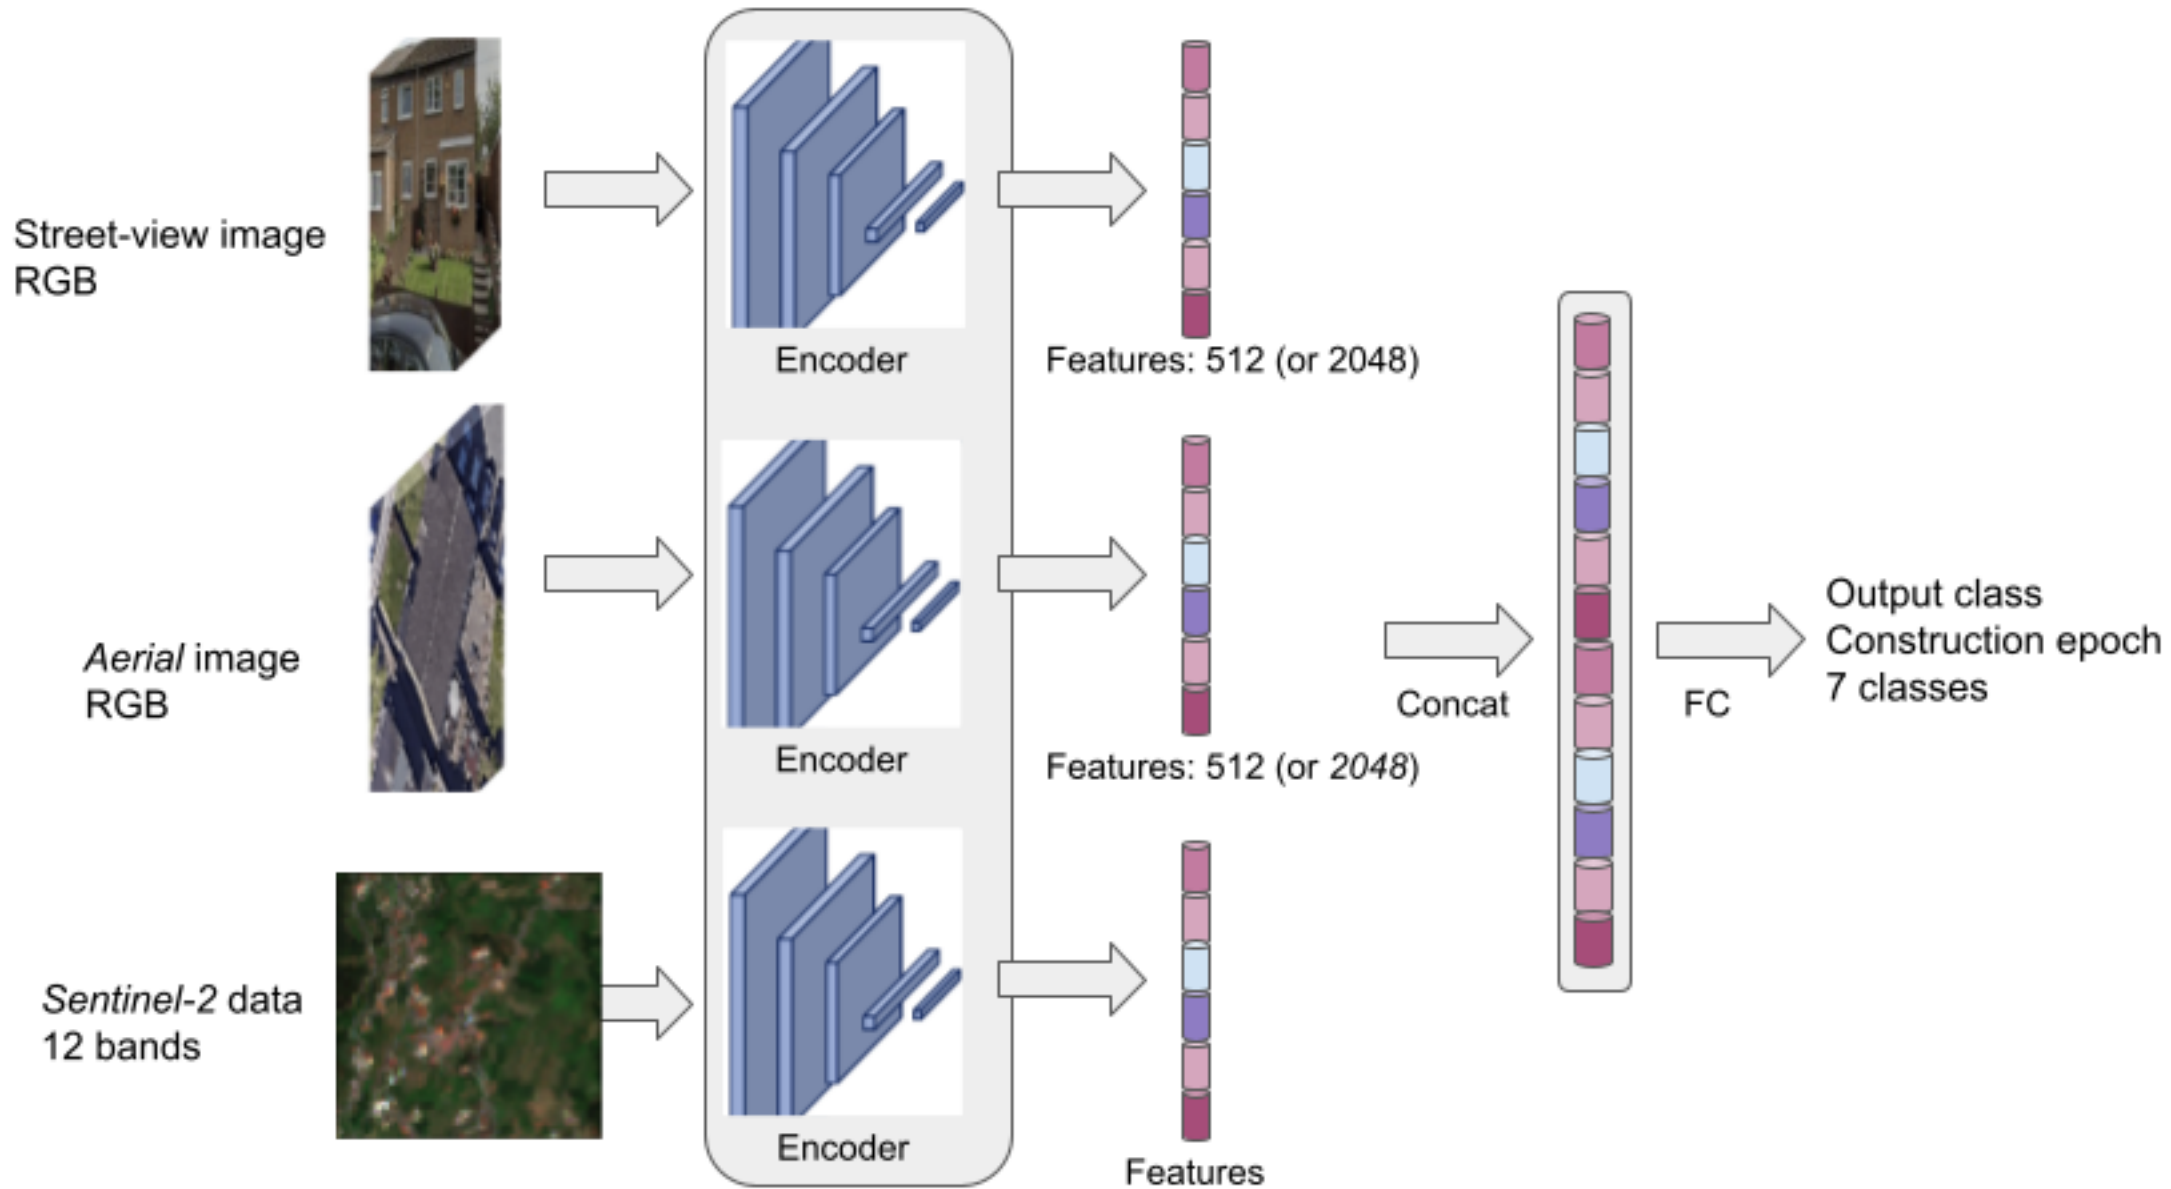 Street-view image
RGB
Encoder
Features: 512 (or 2048)
Aerial image
RGB
Encoder
Features: 512 (or 2048)
Sentinel-2 data
12 bands
Encoder
Features
Concat
FC
Output class
Construction epoch
7 classes